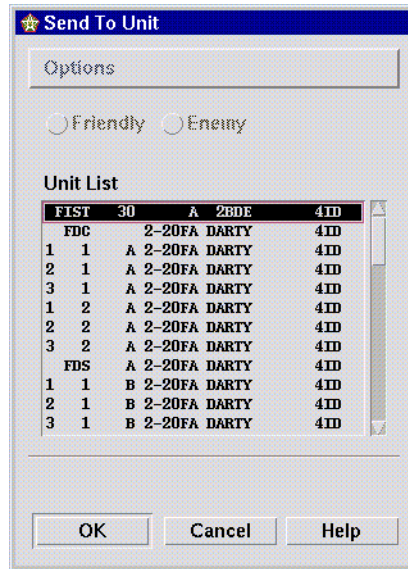 Send To Unit
Options
Friendly Enemy
Unit List
FIST 30 A 2BDE 4ID
FDC 2-20FA DARTY 4ID
1 1 A 2-20FA DARTY 4ID
2 1 A 2-20FA DARTY 4ID
3 1 A 2-20FA DARTY 4ID
1 2 A 2-20FA DARTY 4ID
2 2 A 2-20FA DARTY 4ID
3 2 A 2-20FA DARTY 4ID
FDS A 2-20FA DARTY 4ID
1 1 B 2-20FA DARTY 4ID
2 1 B 2-20FA DARTY 4ID
3 1 B 2-20FA DARTY 4ID
OK Cancel Help